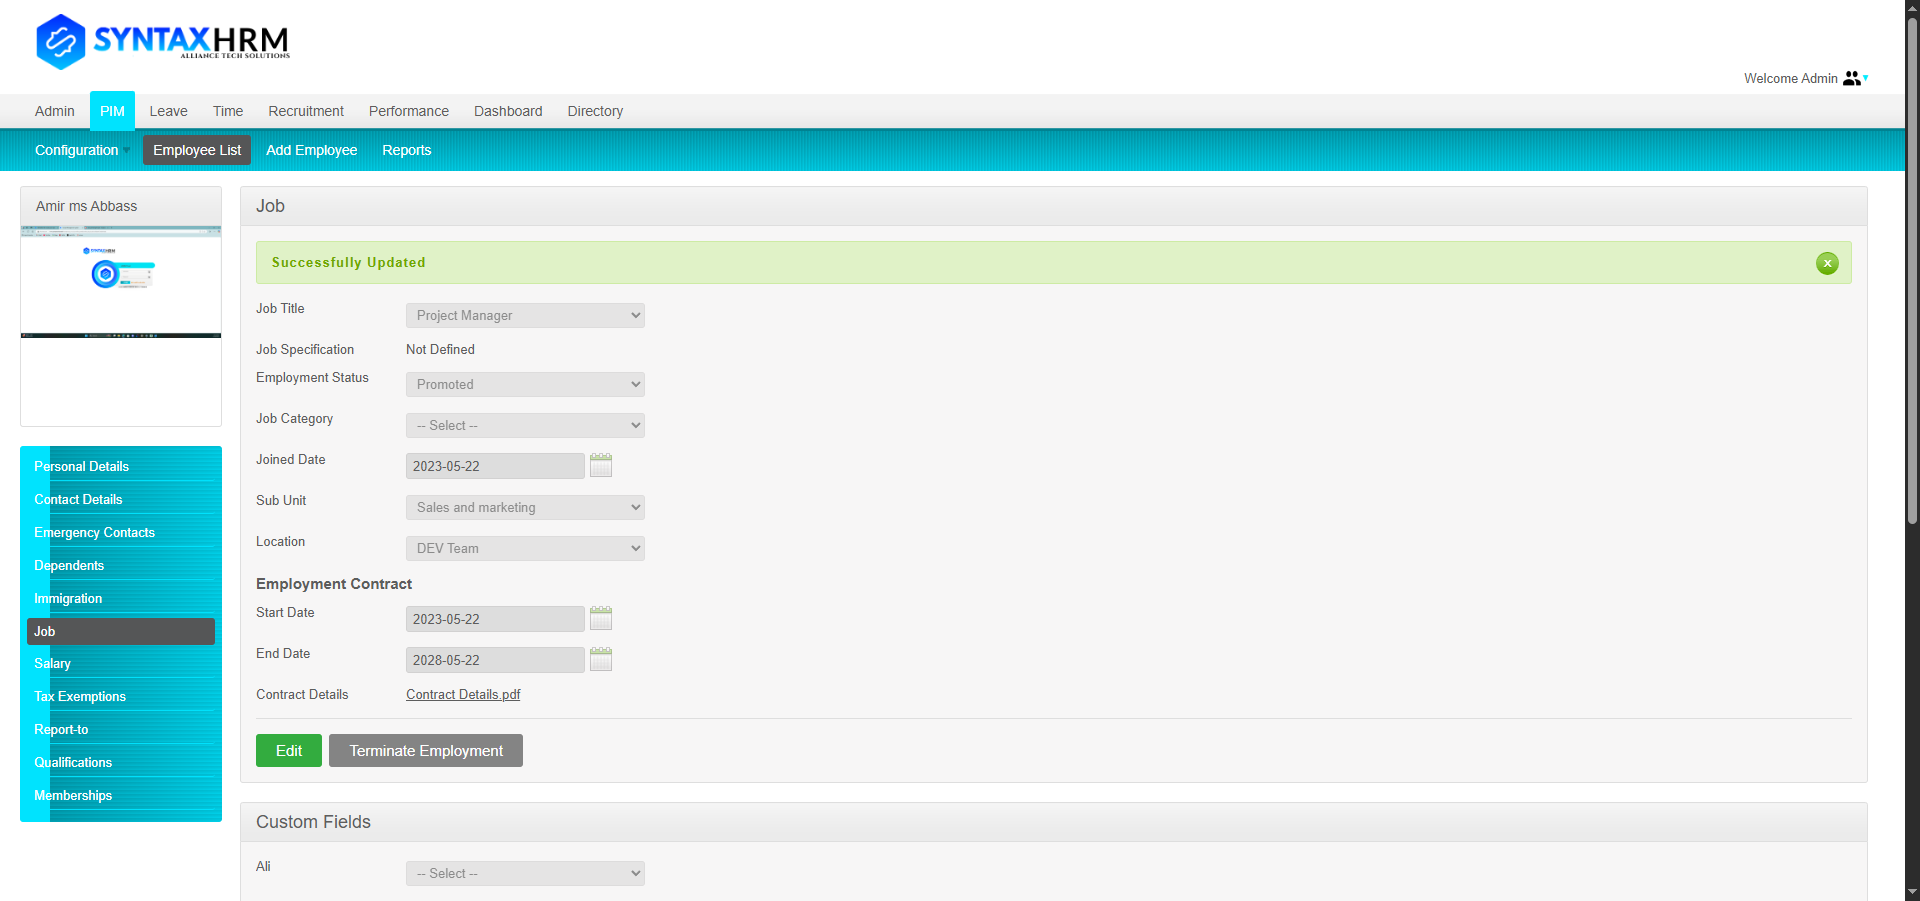 SYNTAXHRM
ALLIANCE TECH SOLUTIONS
Welcome Admin
Admin PIM Leave Time Recruitment Performance Dashboard Directory
Configuration Employee List Add Employee Reports
Amir ms Abbass
SYNTAXHRM
Personal Details
Contact Details
Emergency Contacts
Dependents
Immigration
Job
Salary
Tax Exemptions
Report-to
Qualifications
Memberships
Job
Successfully Updated
Job Title Project Manager
Job Specification Not Defined
Employment Status Promoted
Job Category -- Select --
Joined Date 2023-05-22
Sub Unit Sales and marketing
Location DEV Team
Employment Contract
Start Date 2023-05-22
End Date 2028-05-22
Contract Details Contract Details.pdf
Edit Terminate Employment
Custom Fields
Ali -- Select --